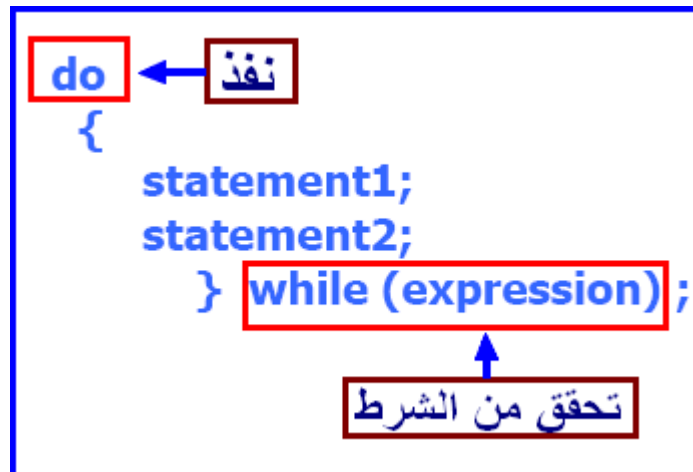 do نفذ
{
statement1;
statement2;
} while (expression) ;
تحقق من الشرط